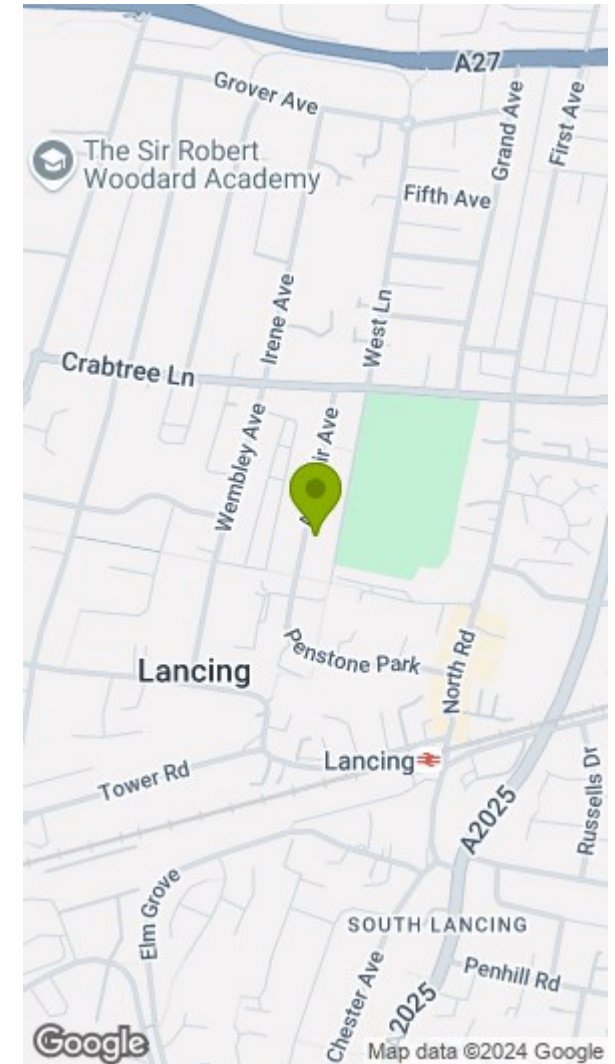 A27
Grover Ave
Grand Ave
First Ave
The Sir Robert
Woodard Academy
Fifth Ave
Irene Ave
West Ln
Crabtree Ln
Wembley Ave
Ave
Penstone Park
North Rd
Lancing
Lancing
Tower Rd
A2025
Russells Dr
Elm Grove
SOUTH LANCING
Chester Ave
Penhill Rd
A2025
Google
Map data ©2024 Google